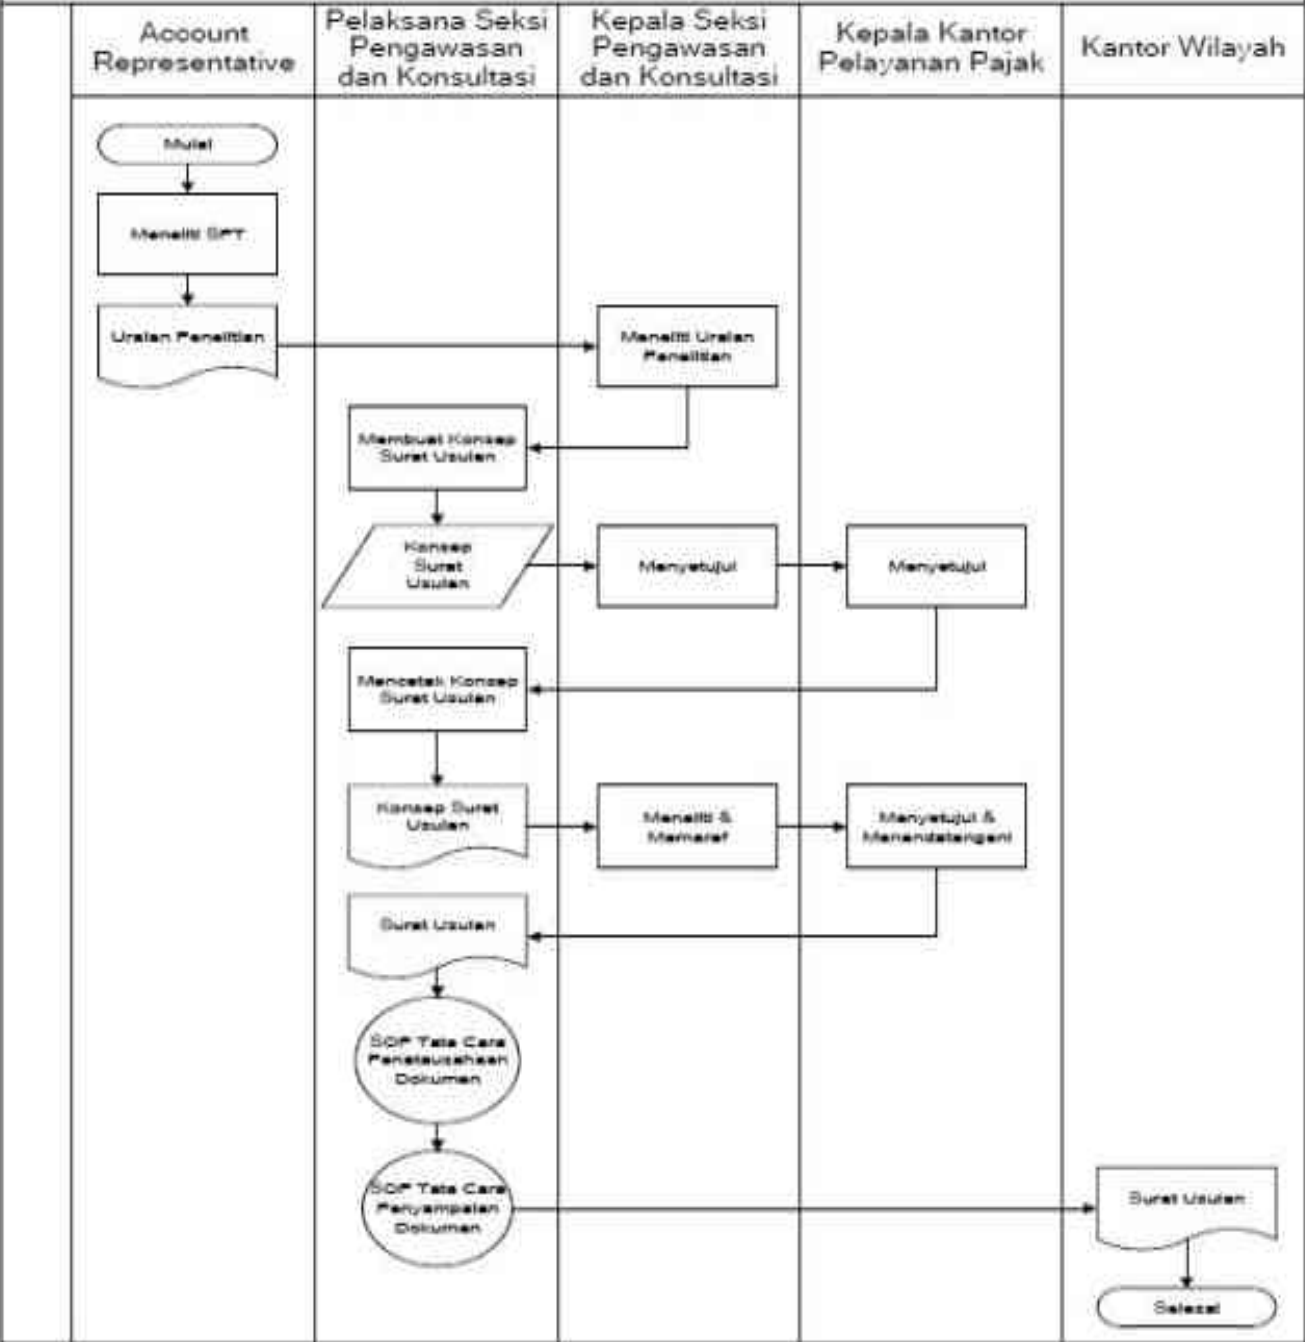 Account
Representative
Pelaksana Seksi
Pengawasan
dan Konsultasi
Kepala Seksi
Pengawasan
dan Konsultasi
Kepala Kantor
Pelayanan Pajak
Kantor Wilayah
Mulai
Meneliti SPT
Uraian Penelitian
Meneliti Uraian
Penelitian
Membuat Konsep
Surat Usulan
Konsep
Surat
Usulan
Menyetujui
Menyetujui
Mencetak Konsep
Surat Usulan
Konsep Surat
Usulan
Meneliti &
Memaraf
Menyetujui &
Menandatangani
Surat Usulan
SOP Tata Cara
Penatausahaan
Dokumen
SOP Tata Cara
Penyampaian
Dokumen
Surat Usulan
Selesai